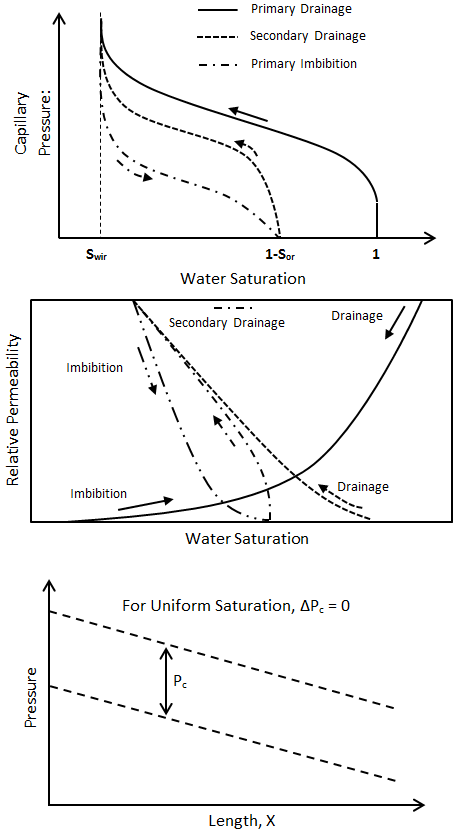 Primary Drainage
Secondary Drainage
Primary Imbibition
Capillary
Pressure:
Swir
1-Sor
1
Water Saturation
Secondary Drainage
Drainage
Imbibition
Imbibition
Drainage
Relative Permeability
Water Saturation
For Uniform Saturation, ΔPc = 0
Pc
Pressure
Length, X